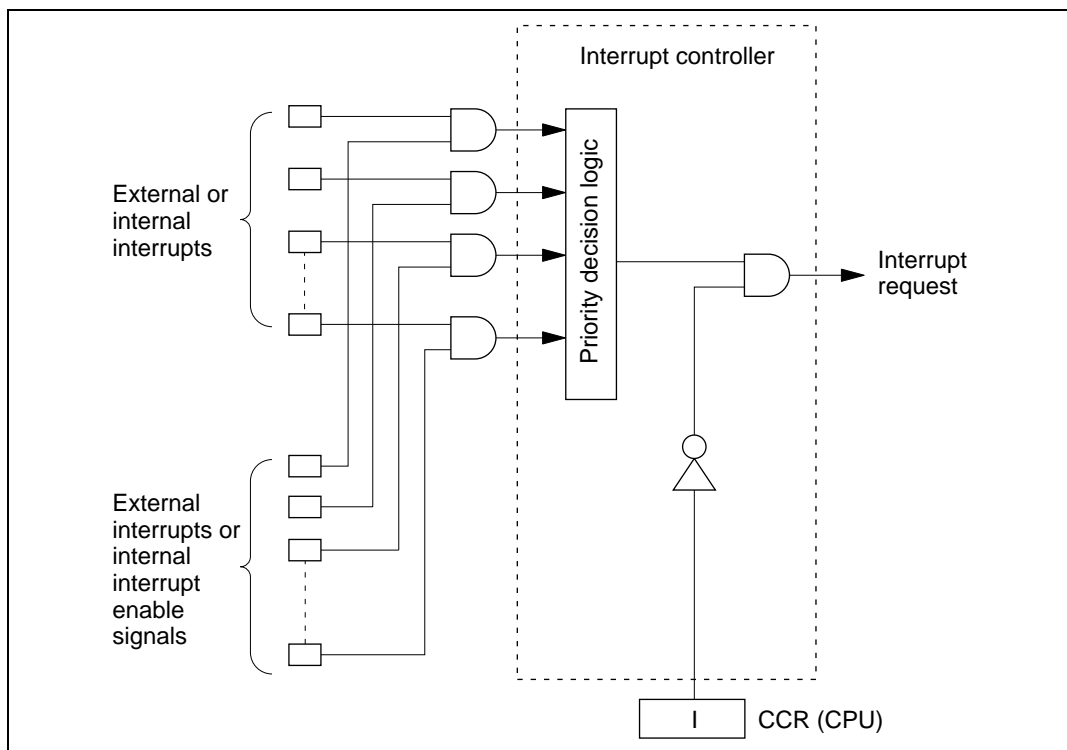 Interrupt controller
External or
internal
interrupts
Priority decision logic
Interrupt
request
External
interrupts or
internal
interrupt
enable
signals
I
CCR (CPU)